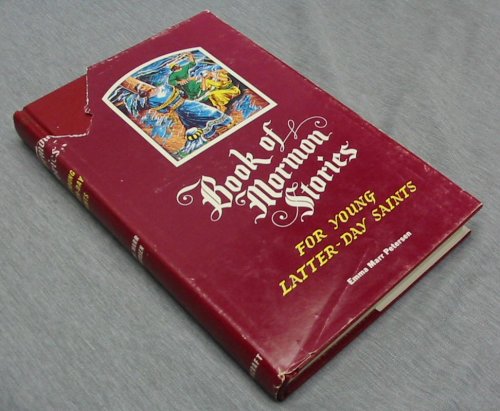 Book of
Mormon
Stories
FOR YOUNG
LATTER-DAY SAINTS
Emma Marr Petersen